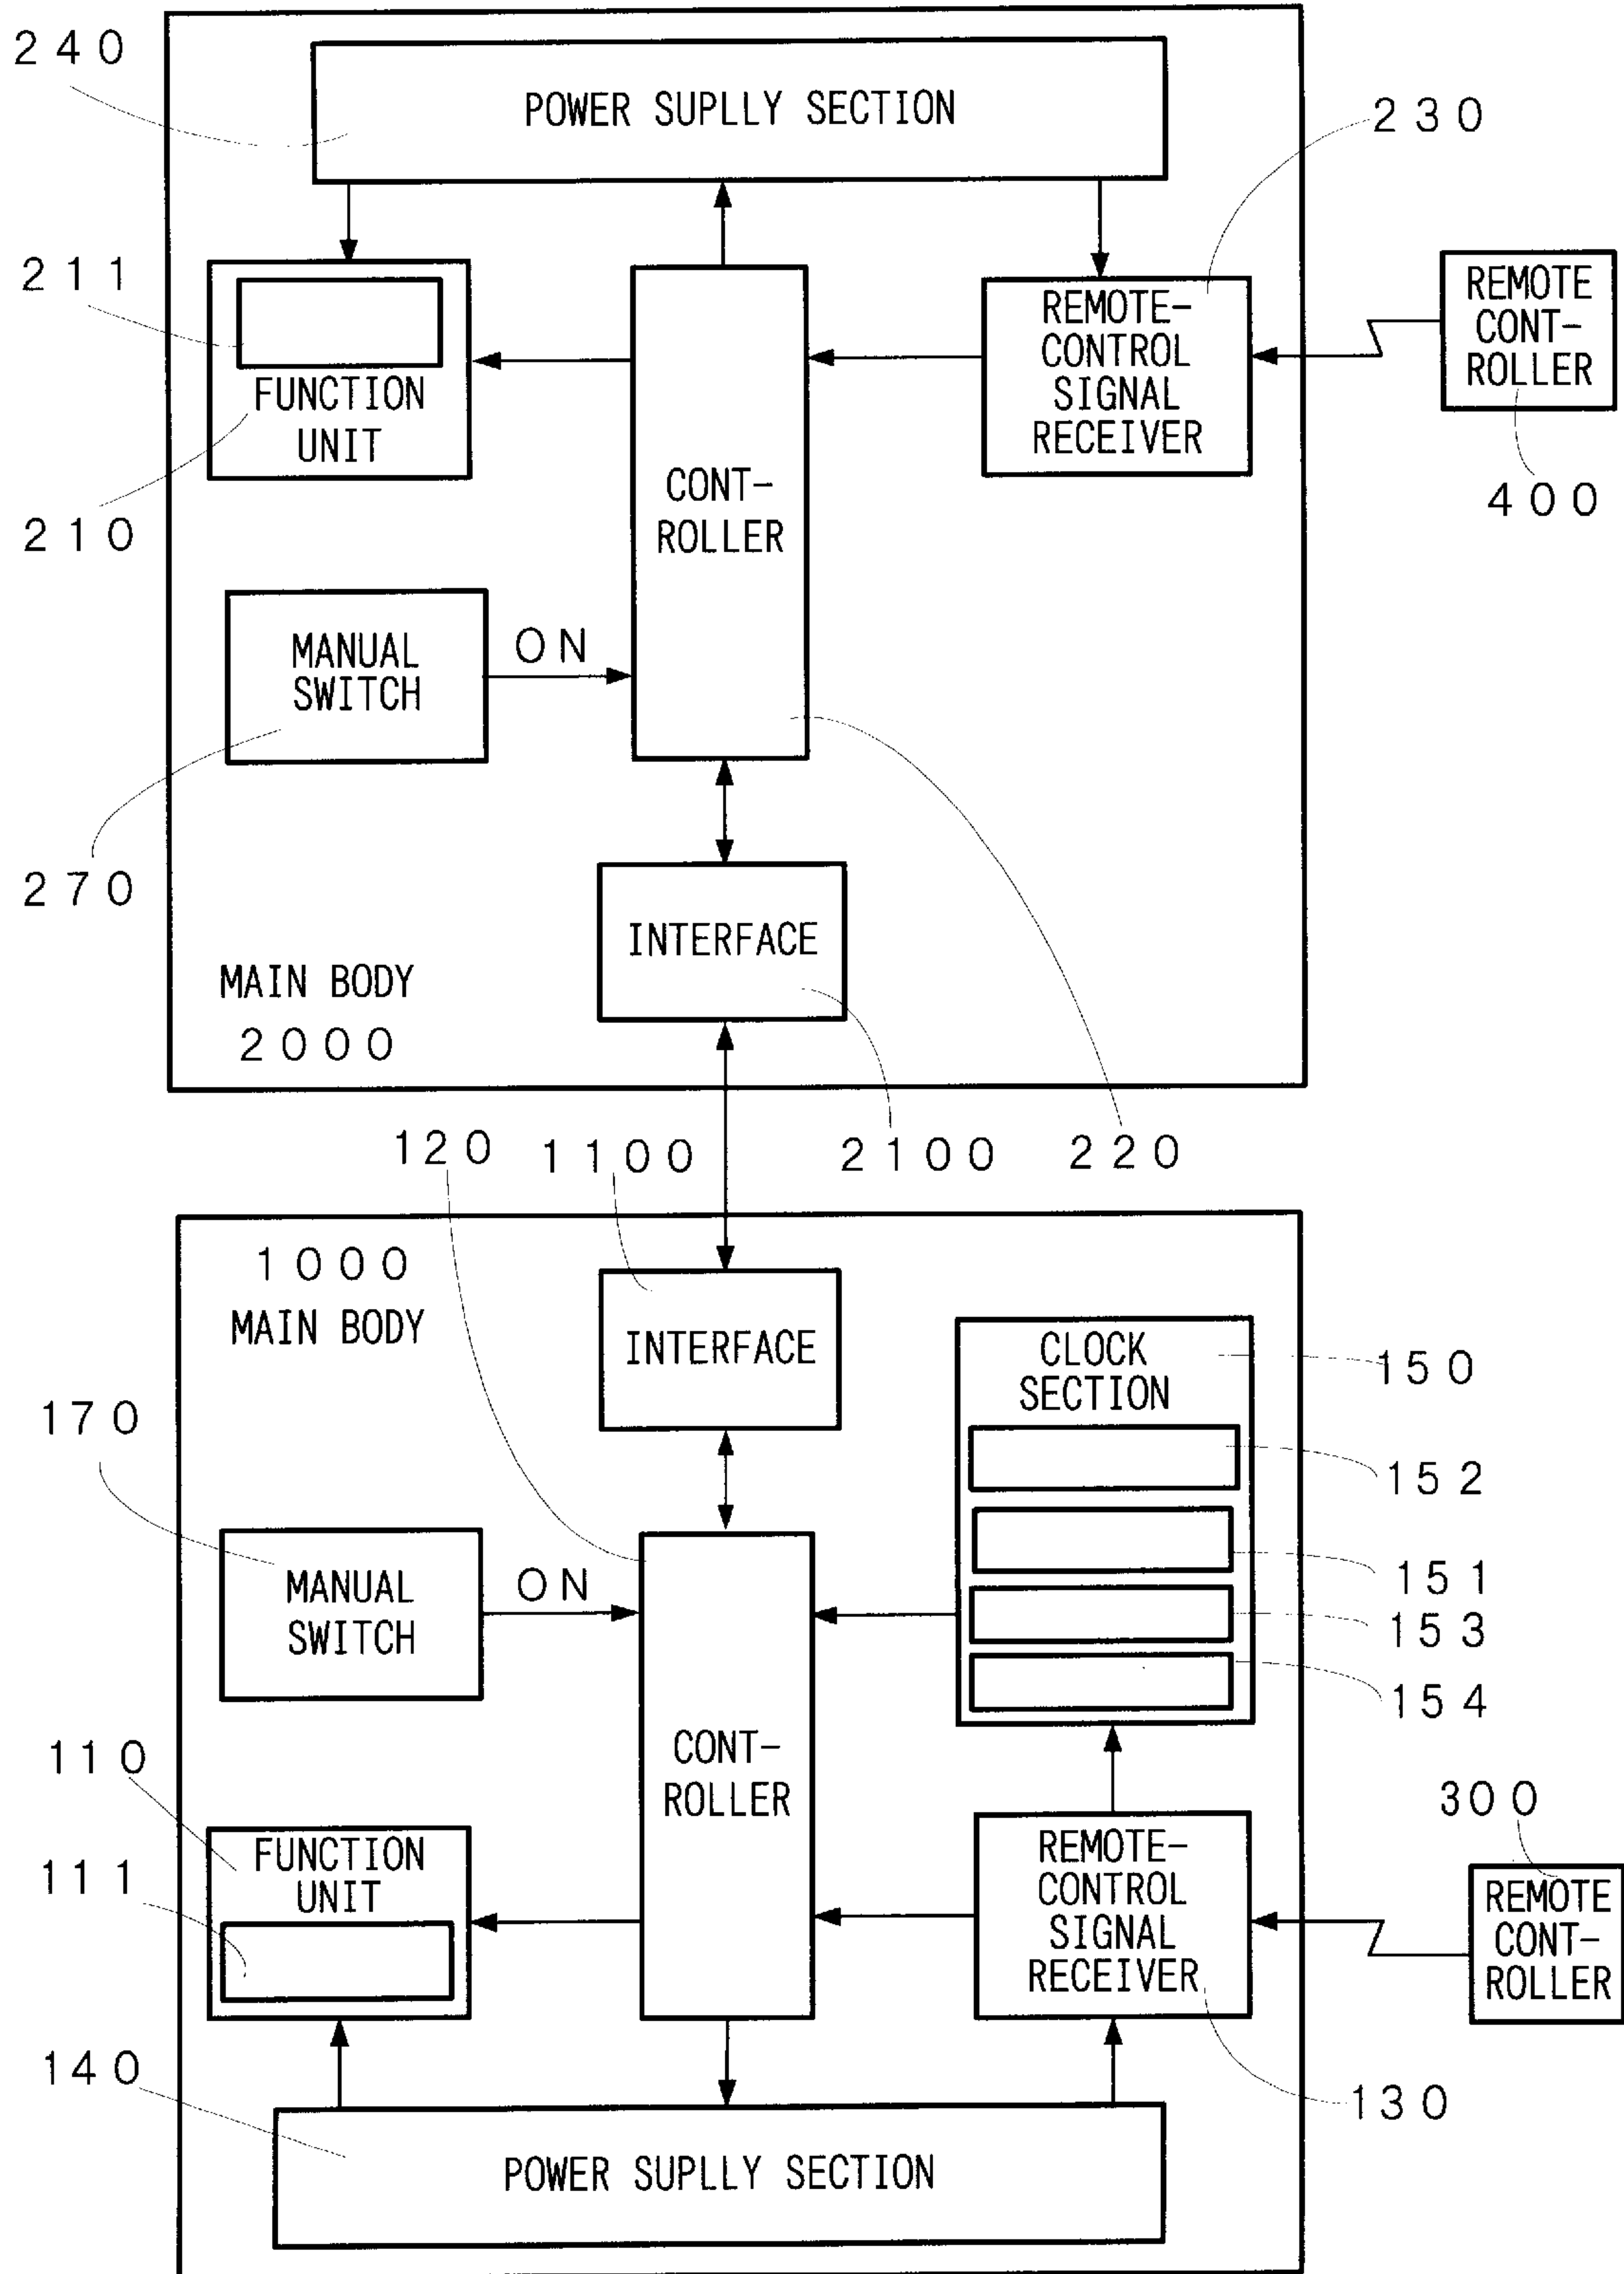 240
POWER SUPLLY SECTION
230
211
FUNCTION
UNIT
210
REMOTE-
CONTROL
SIGNAL
RECEIVER
REMOTE
CONT-
ROLLER
400
CONT-
ROLLER
MANUAL
SWITCH
ON
270
INTERFACE
MAIN BODY
2000
120
1100
2100
220
1000
MAIN BODY
INTERFACE
CLOCK
SECTION
150
152
151
153
154
170
MANUAL
SWITCH
ON
CONT-
ROLLER
110
FUNCTION
UNIT
111
REMOTE-
CONTROL
SIGNAL
RECEIVER
300
REMOTE
CONT-
ROLLER
140
130
POWER SUPLLY SECTION